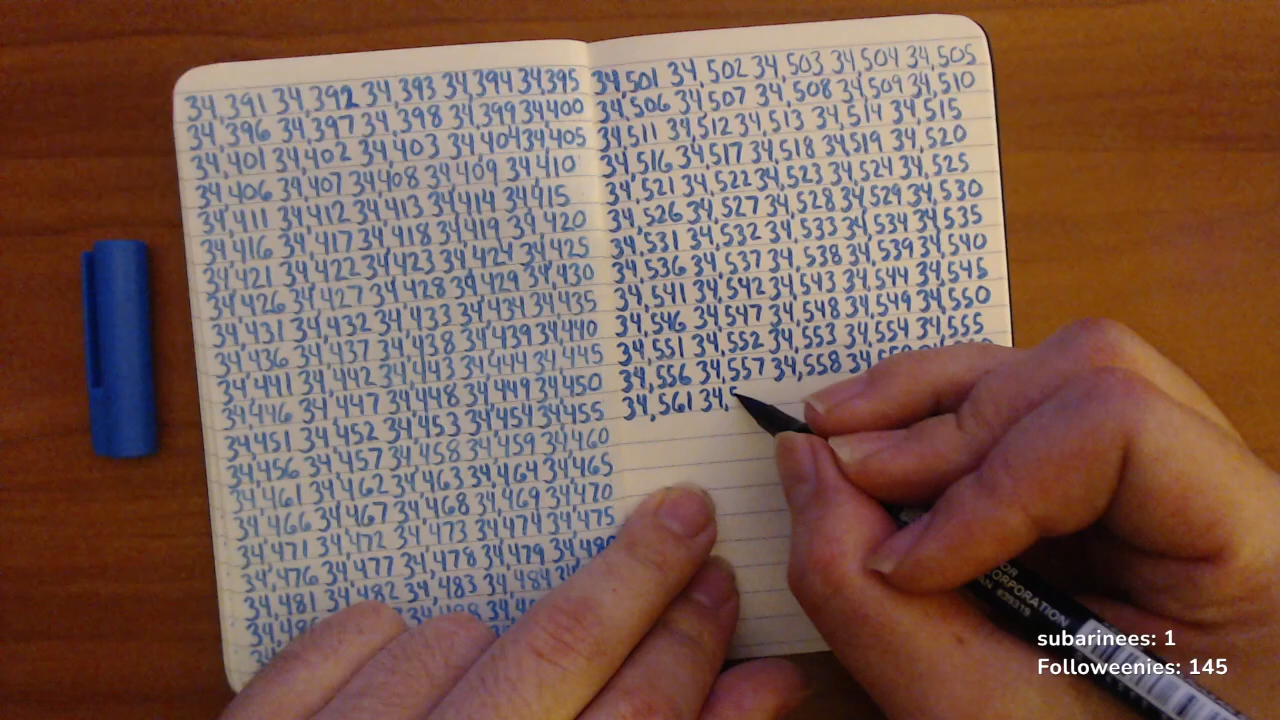 34,391 34,392 34,393 34,394 34,395
34,396 34,397 34,398 34,399 34,400
34,401 34,402 34,403 34,404 34,405
34,406 34,407 34,408 34,409 34,410
34,411 34,412 34,413 34,414 34,415
34,416 34,417 34,418 34,419 34,420
34,421 34,422 34,423 34,424 34,425
34,426 34,427 34,428 34,429 34,430
34,431 34,432 34,433 34,434 34,435
34,436 34,437 34,438 34,439 34,440
34,441 34,442 34,443 34,444 34,445
34,446 34,447 34,448 34,449 34,450
34,451 34,452 34,453 34,454 34,455
34,456 34,457 34,458 34,459 34,460
34,461 34,462 34,463 34,464 34,465
34,466 34,467 34,468 34,469 34,470
34,471 34,472 34,473 34,474 34,475
34,476 34,477 34,478 34,479 34,480
34,481 34,482 34,483 34,484
34,501 34,502 34,503 34,504 34,505
34,506 34,507 34,508 34,509 34,510
34,511 34,512 34,513 34,514 34,515
34,516 34,517 34,518 34,519 34,520
34,521 34,522 34,523 34,524 34,525
34,526 34,527 34,528 34,529 34,530
34,531 34,532 34,533 34,534 34,535
34,536 34,537 34,538 34,539 34,540
34,541 34,542 34,543 34,544 34,545
34,546 34,547 34,548 34,549 34,550
34,551 34,552 34,553 34,554 34,555
34,556 34,557 34,558
34,561 34,5
CORPORATION
subarinees: 1
Followeenies: 145